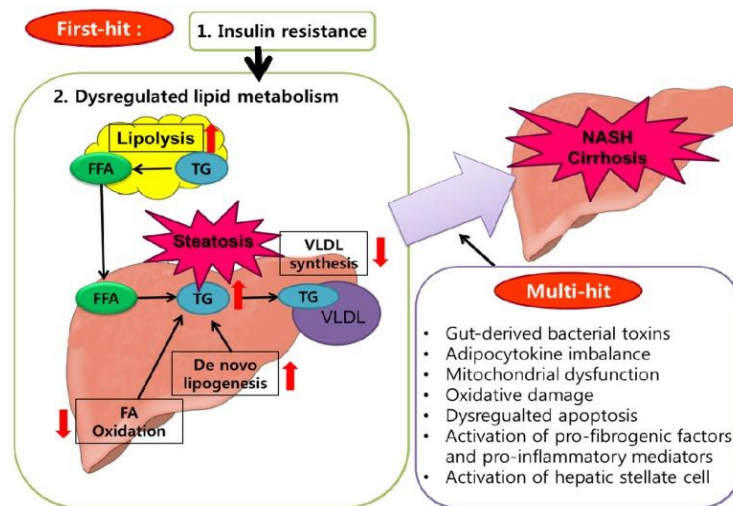 First-hit :
1. Insulin resistance
2. Dysregulated lipid metabolism
Lipolysis
FFA
TG
NASH
Cirrhosis
Steatosis
VLDL
synthesis
FFA
TG
TG
VLDL
De novo
lipogenesis
FA
Oxidation
Multi-hit
• Gut-derived bacterial toxins
• Adipocytokine imbalance
• Mitochondrial dysfunction
• Oxidative damage
• Dysregualted apoptosis
• Activation of pro-fibrogenic factors
and pro-inflammatory mediators
• Activation of hepatic stellate cell